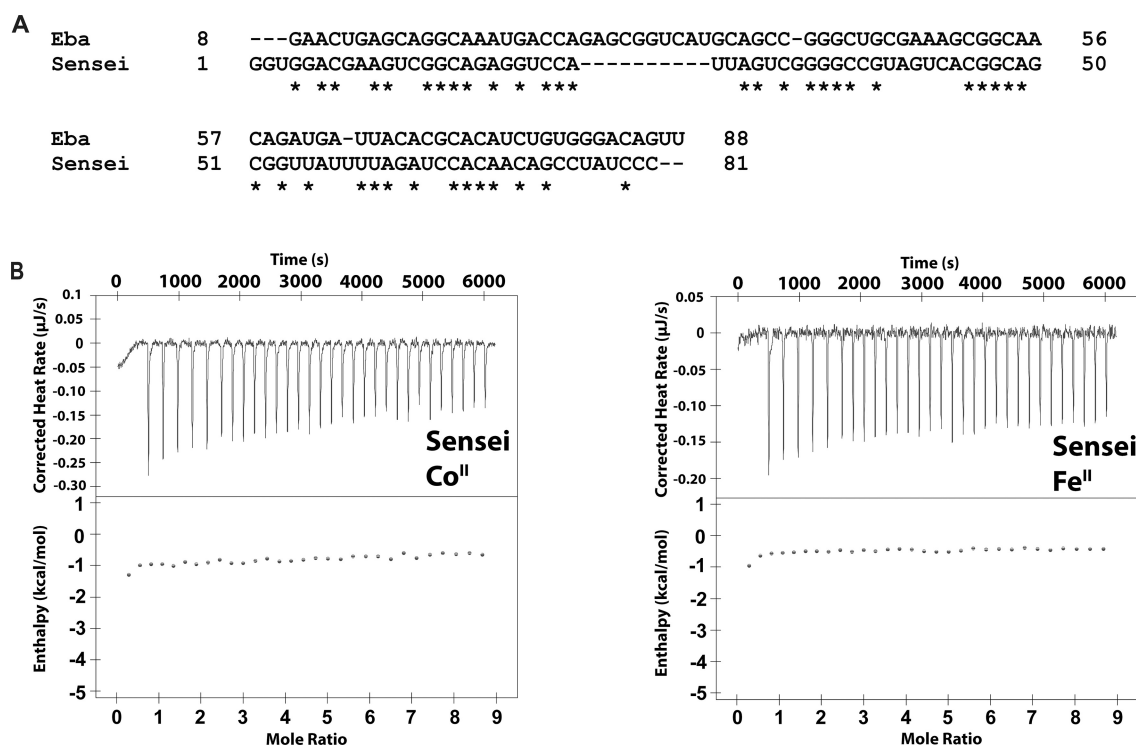 A
Eba 8 ---GAACUGAGCAGGCAAAUGACCAGAGCGGUCAUGCAGCC-GGGCUGCGAAAGCGGCAA 56
Sensei 1 GGUGGACGAAGUCGGCAGAGGUCCA----------UUAGUCGGGGCCGUAGUCACGGCAG 50
* ** ** **** * * *** ** * **** * *****
Eba 57 CAGAUGA-UUACACGCACAUCUGUGGGACAGUU 88
Sensei 51 CGGUUAUUUUAGAUCCACAACAGCCUAUCCC-- 81
* * * *** * **** * * *
B
Time (s)
0 1000 2000 3000 4000 5000 6000
0.1
0.05
0
-0.05
-0.10
-0.15
-0.20
-0.25
-0.30
Corrected Heat Rate (µJ/s)
Sensei
CoII
1
0
-1
-2
-3
-4
-5
Enthalpy (kcal/mol)
0 1 2 3 4 5 6 7 8 9
Mole Ratio
Time (s)
0 1000 2000 3000 4000 5000 6000
0.05
0
-0.05
-0.10
-0.15
-0.20
Corrected Heat Rate (µJ/s)
Sensei
FeII
1
0
-1
-2
-3
-4
-5
Enthalpy (kcal/mol)
0 1 2 3 4 5 6 7 8 9
Mole Ratio